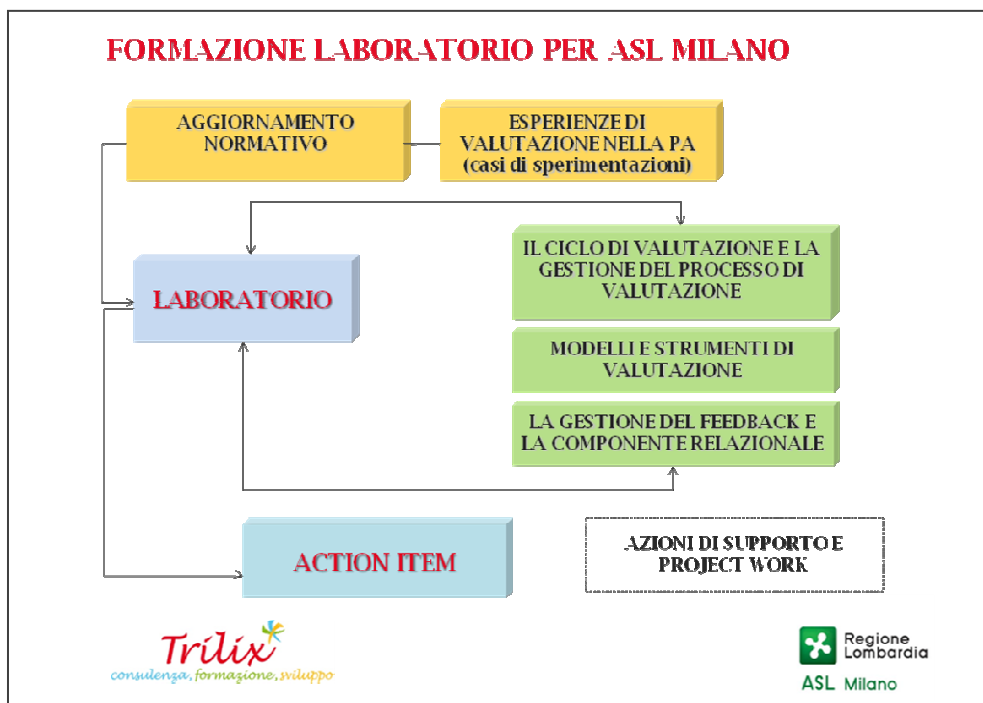 FORMAZIONE LABORATORIO PER ASL MILANO
AGGIORNAMENTO
NORMATIVO
ESPERIENZE DI
VALUTAZIONE NELLA PA
(casi di sperimentazioni)
IL CICLO DI VALUTAZIONE E LA
GESTIONE DEL PROCESSO DI
VALUTAZIONE
LABORATORIO
MODELLI E STRUMENTI DI
VALUTAZIONE
LA GESTIONE DEL FEEDBACK E
LA COMPONENTE RELAZIONALE
ACTION ITEM
AZIONI DI SUPPORTO E
PROJECT WORK
Trilix
consulenza, formazione, sviluppo
Regione
Lombardia
ASL Milano